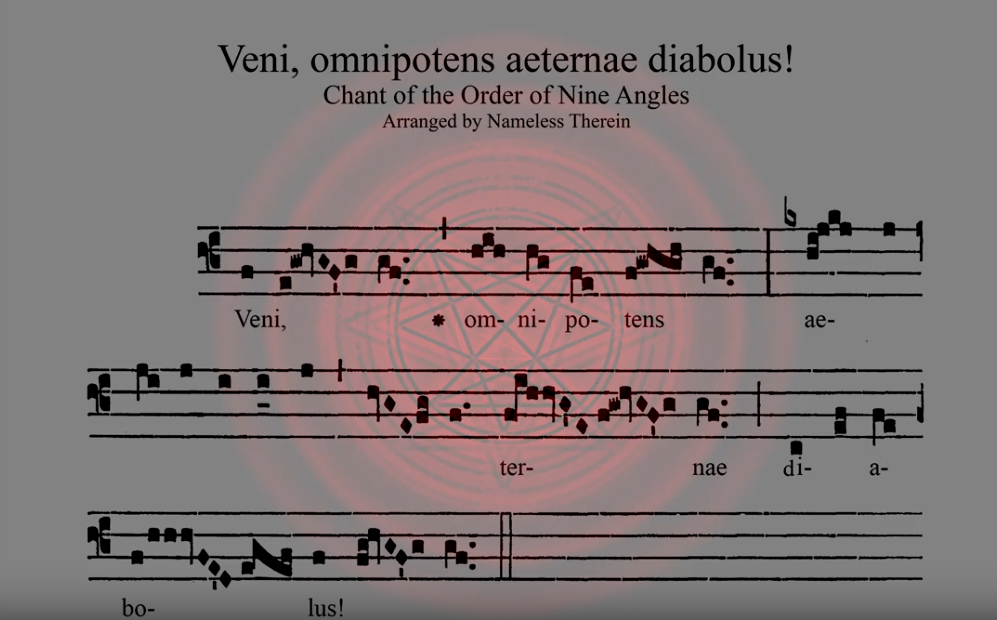 Veni, omnipotens aeternae diabolus!
Chant of the Order of Nine Angles
Arranged by Nameless Therein
Veni, * om- ni- po- tens ae-
ter- nae di- a-
bo- lus!